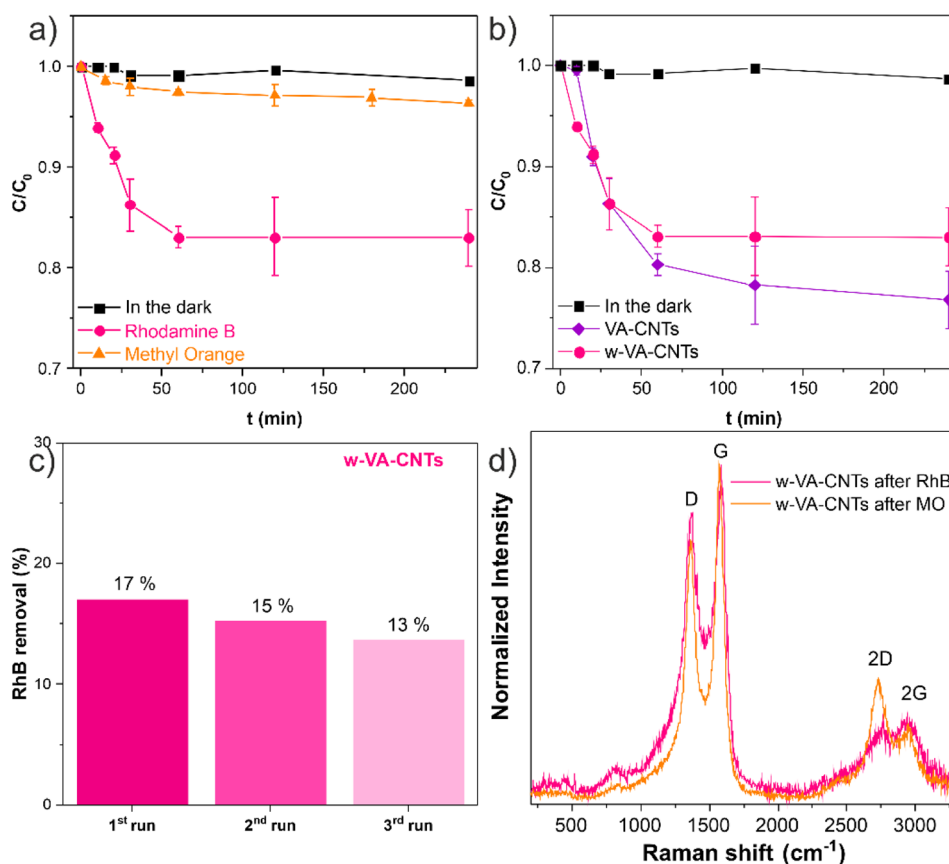 a)
1.0
0.9
0.8
0.7
C/C₀
In the dark
Rhodamine B
Methyl Orange
0 50 100 150 200
t (min)
b)
1.0
0.9
0.8
0.7
C/C₀
In the dark
VA-CNTs
w-VA-CNTs
0 50 100 150 200
t (min)
c)
w-VA-CNTs
30
20
10
0
RhB removal (%)
17 %
15 %
13 %
1st run 2nd run 3rd run
d)
G
D
w-VA-CNTs after RhB
w-VA-CNTs after MO
2D
2G
Normalized Intensity
500 1000 1500 2000 2500 3000
Raman shift (cm⁻¹)